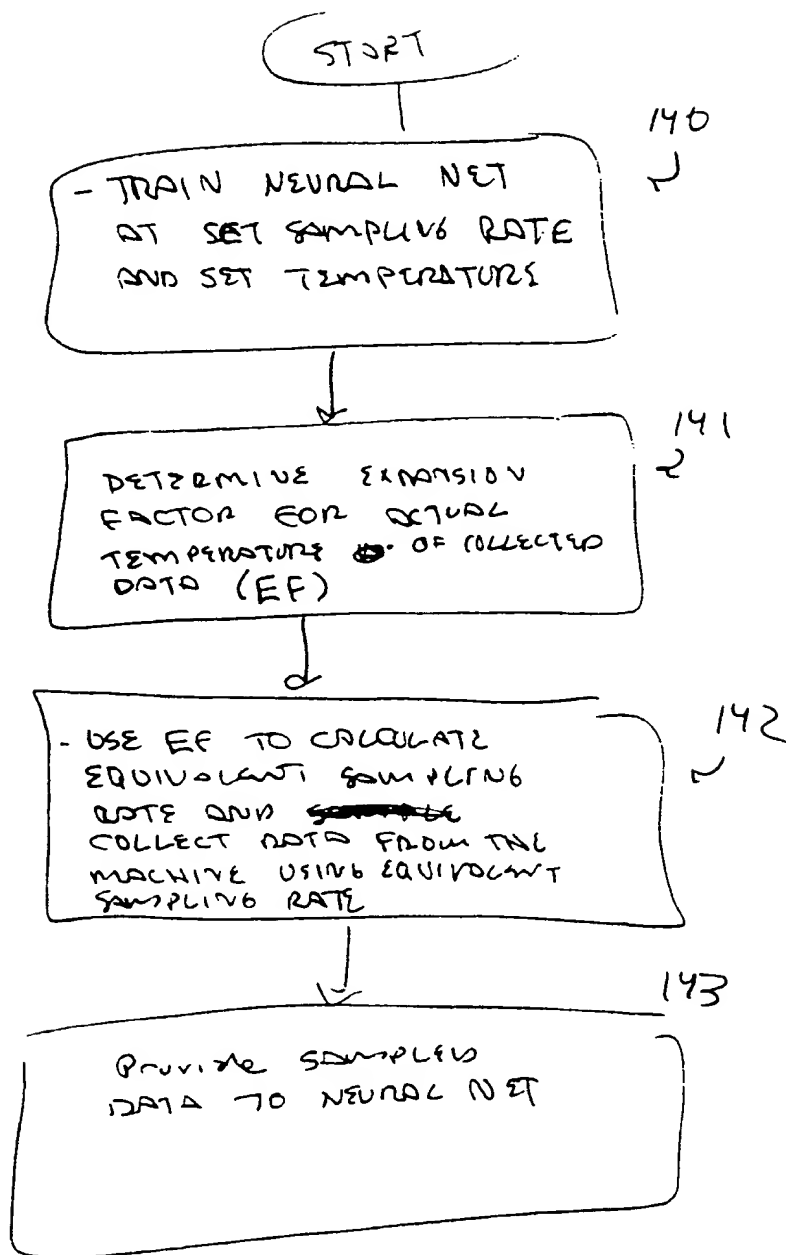 START
140
- TRAIN NEURAL NET
AT SET SAMPLING RATE
AND SET TEMPERATURE
141
DETERMINE EXPANSION
FACTOR FOR ACTUAL
TEMPERATURE OF COLLECTED
DATA (EF)
142
- USE EF TO CALCULATE
EQUIVALENT SAMPLING
RATE AND
COLLECT DATA FROM THE
MACHINE USING EQUIVALENT
SAMPLING RATE
143
Provide SAMPLED
DATA TO NEURAL NET